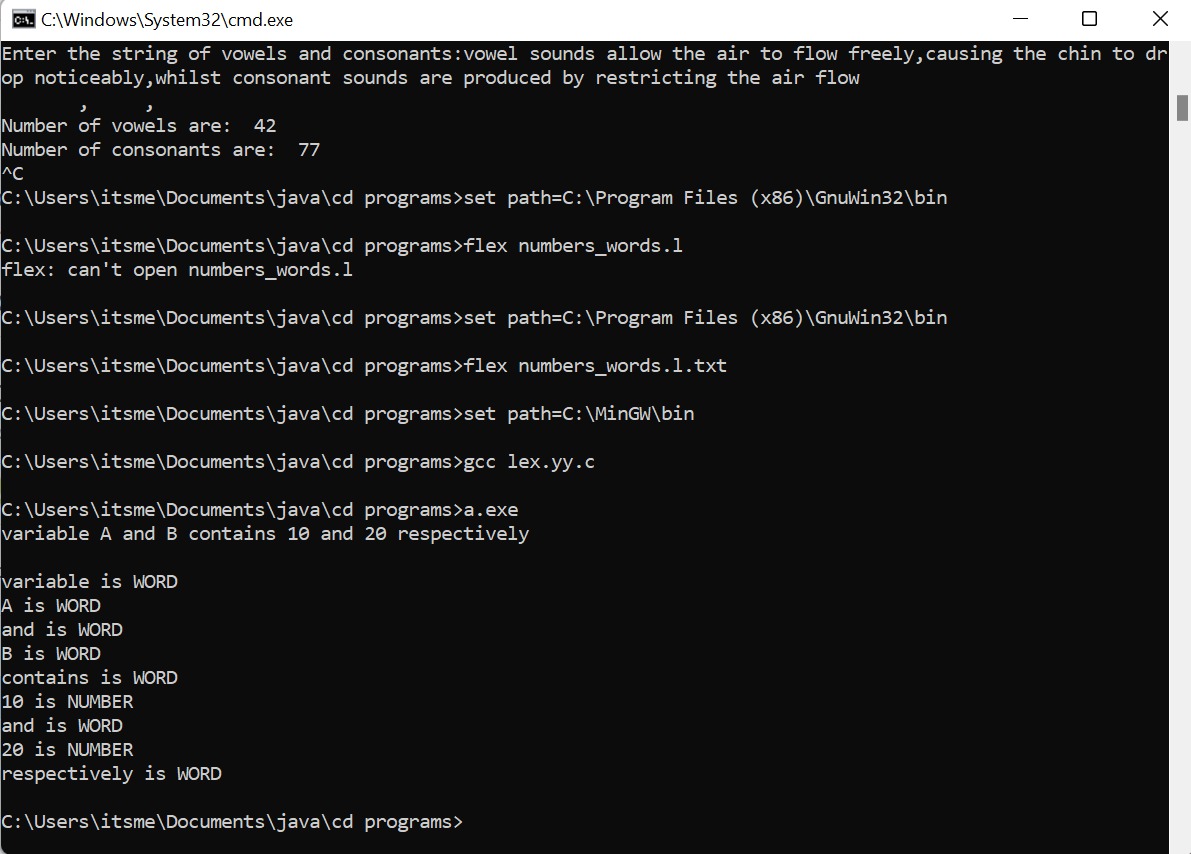 C:\Windows\System32\cmd.exe
Enter the string of vowels and consonants:vowel sounds allow the air to flow freely,causing the chin to dr
op noticeably,whilst consonant sounds are produced by restricting the air flow
, ,
Number of vowels are:  42
Number of consonants are:  77
^C
C:\Users\itsme\Documents\java\cd programs>set path=C:\Program Files (x86)\GnuWin32\bin
C:\Users\itsme\Documents\java\cd programs>flex numbers_words.l
flex: can't open numbers_words.l
C:\Users\itsme\Documents\java\cd programs>set path=C:\Program Files (x86)\GnuWin32\bin
C:\Users\itsme\Documents\java\cd programs>flex numbers_words.l.txt
C:\Users\itsme\Documents\java\cd programs>set path=C:\MinGW\bin
C:\Users\itsme\Documents\java\cd programs>gcc lex.yy.c
C:\Users\itsme\Documents\java\cd programs>a.exe
variable A and B contains 10 and 20 respectively
variable is WORD
A is WORD
and is WORD
B is WORD
contains is WORD
10 is NUMBER
and is WORD
20 is NUMBER
respectively is WORD
C:\Users\itsme\Documents\java\cd programs>